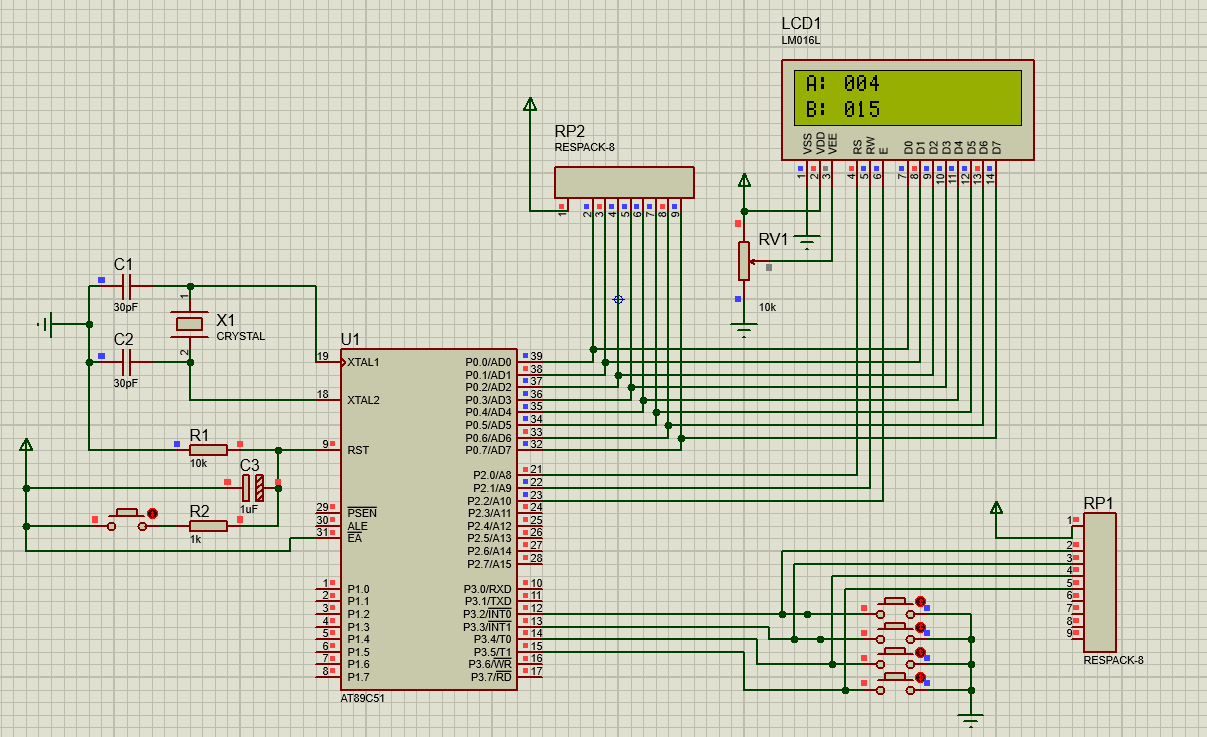 LCD1
LM016L
A: 004
B: 015
VSS
VDD
VEE
RS
RW
E
D0
D1
D2
D3
D4
D5
D6
D7
1
2
3
4
5
6
7
8
9
10
11
12
13
14
RP2
RESPACK-8
1
2
3
4
5
6
7
8
9
RV1
10k
C1
30pF
C2
30pF
1
2
X1
CRYSTAL
R1
10k
C3
1uF
R2
1k
U1
19 XTAL1
18 XTAL2
9 RST
29 PSEN
30 ALE
31 EA
1 P1.0
2 P1.1
3 P1.2
4 P1.3
5 P1.4
6 P1.5
7 P1.6
8 P1.7
P0.0/AD0 39
P0.1/AD1 38
P0.2/AD2 37
P0.3/AD3 36
P0.4/AD4 35
P0.5/AD5 34
P0.6/AD6 33
P0.7/AD7 32
P2.0/A8 21
P2.1/A9 22
P2.2/A10 23
P2.3/A11 24
P2.4/A12 25
P2.5/A13 26
P2.6/A14 27
P2.7/A15 28
P3.0/RXD 10
P3.1/TXD 11
P3.2/INT0 12
P3.3/INT1 13
P3.4/T0 14
P3.5/T1 15
P3.6/WR 16
P3.7/RD 17
AT89C51
RP1
1
2
3
4
5
6
7
8
9
RESPACK-8